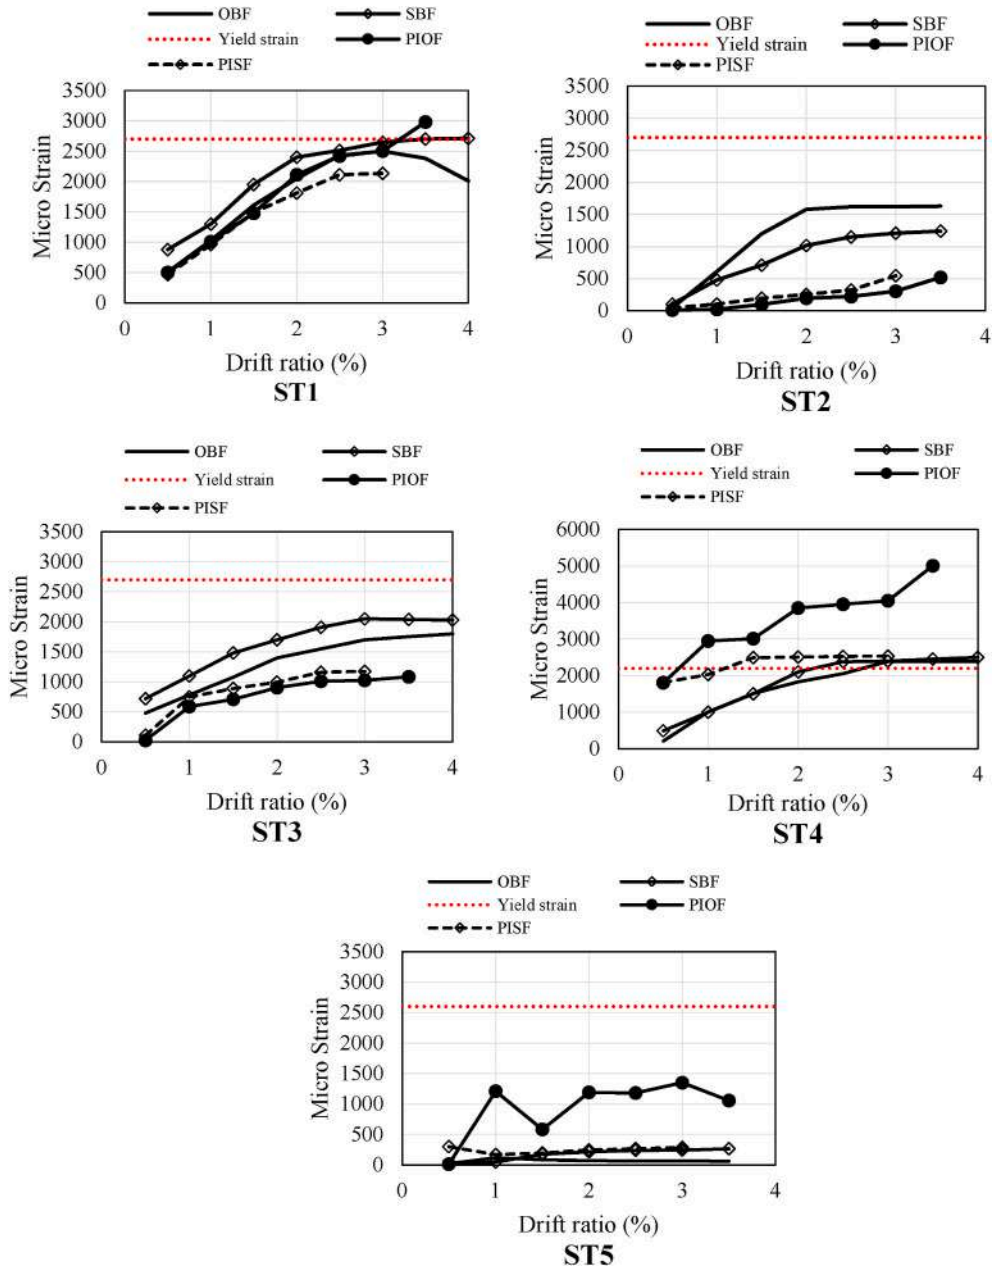 OBF SBF
Yield strain PIOF
PISF
3500
3000
2500
2000
1500
1000
500
0
Micro Strain
0 1 2 3 4
Drift ratio (%)
ST1
OBF SBF
Yield strain PIOF
PISF
3500
3000
2500
2000
1500
1000
500
0
Micro Strain
0 1 2 3 4
Drift ratio (%)
ST2
OBF SBF
Yield strain PIOF
PISF
3500
3000
2500
2000
1500
1000
500
0
Micro Strain
0 1 2 3 4
Drift ratio (%)
ST3
OBF SBF
Yield strain PIOF
PISF
6000
5000
4000
3000
2000
1000
0
Micro Strain
0 1 2 3 4
Drift ratio (%)
ST4
OBF SBF
Yield strain PIOF
PISF
3500
3000
2500
2000
1500
1000
500
0
Micro Strain
0 1 2 3 4
Drift ratio (%)
ST5